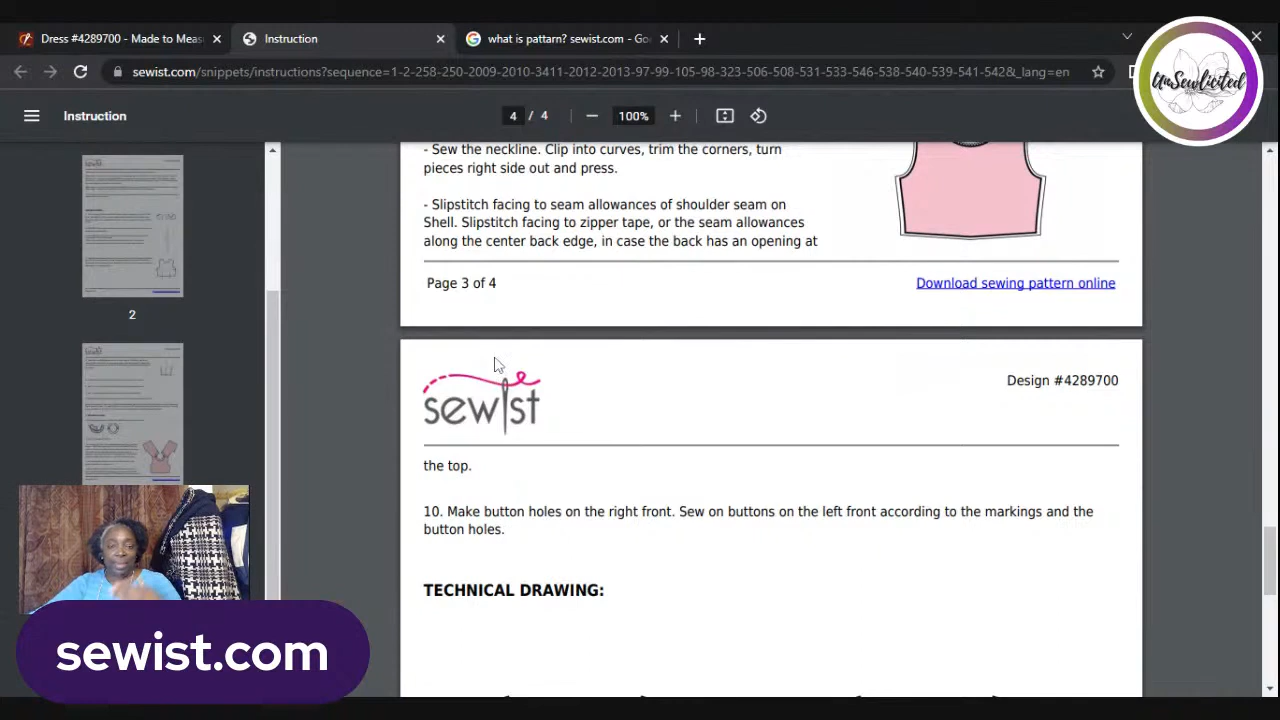 Dress #4289700 - Made to Meas
Instruction
what is pattarn? sewist.com - Go
sewist.com/snippets/instructions?sequence=1-2-258-250-2009-2010-3411-2012-2013-97-99-105-98-323-506-508-531-533-546-538-540-539-541-542&_lang=en
UnSewlicited
Instruction
4 / 4
100%
- Sew the neckline. Clip into curves, trim the corners, turn
pieces right side out and press.
- Slipstitch facing to seam allowances of shoulder seam on
Shell. Slipstitch facing to zipper tape, or the seam allowances
along the center back edge, in case the back has an opening at
Page 3 of 4
Download sewing pattern online
2
sewist
Design #4289700
the top.
10. Make button holes on the right front. Sew on buttons on the left front according to the markings and the
button holes.
TECHNICAL DRAWING:
sewist.com